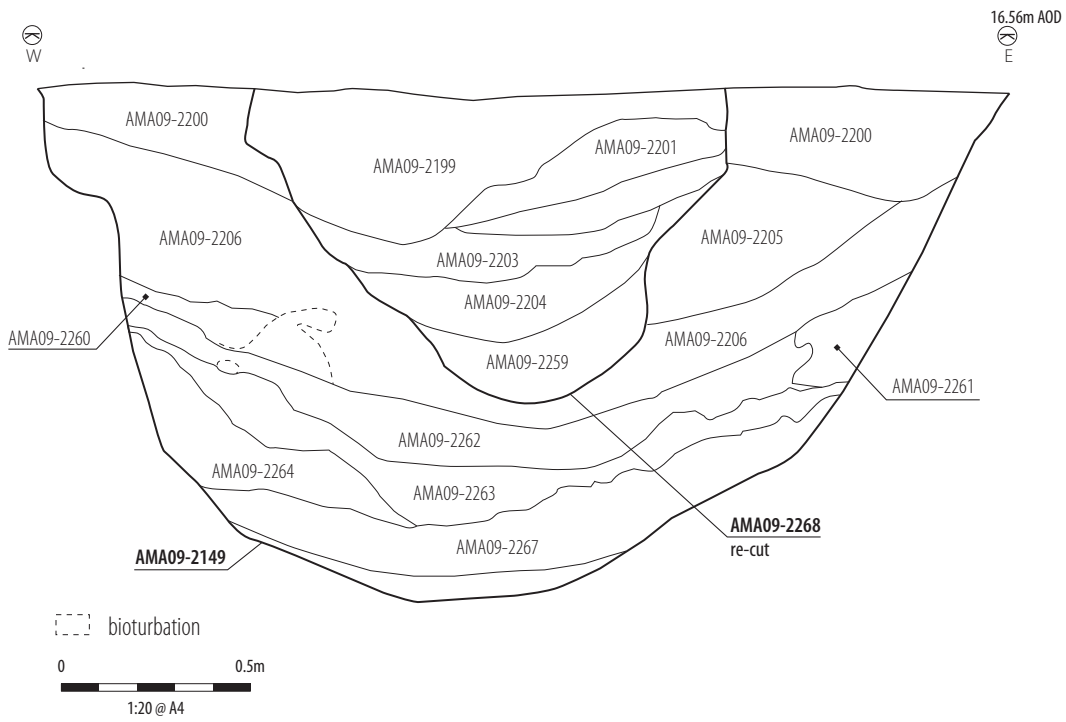 16.56m AOD
W
E
AMA09-2200
AMA09-2199
AMA09-2201
AMA09-2200
AMA09-2206
AMA09-2205
AMA09-2203
AMA09-2204
AMA09-2260
AMA09-2206
AMA09-2259
AMA09-2261
AMA09-2262
AMA09-2264
AMA09-2263
AMA09-2268
re-cut
AMA09-2267
AMA09-2149
bioturbation
0 0.5m
1:20 @ A4